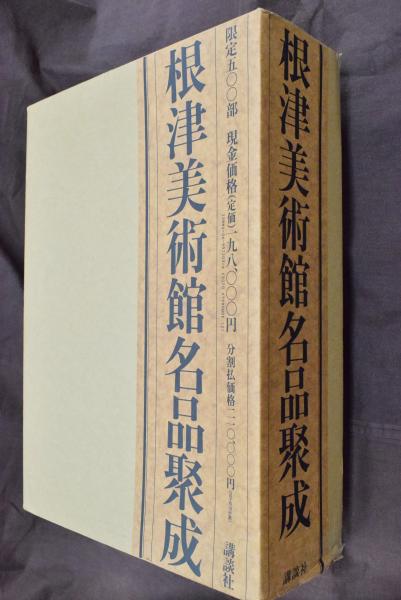 根津美術館名品聚成
限定五〇〇部 現金価格(定価)一九八、〇〇〇円 分割払価格二一〇、〇〇〇円
講談社
根津美術館名品聚成
講談社